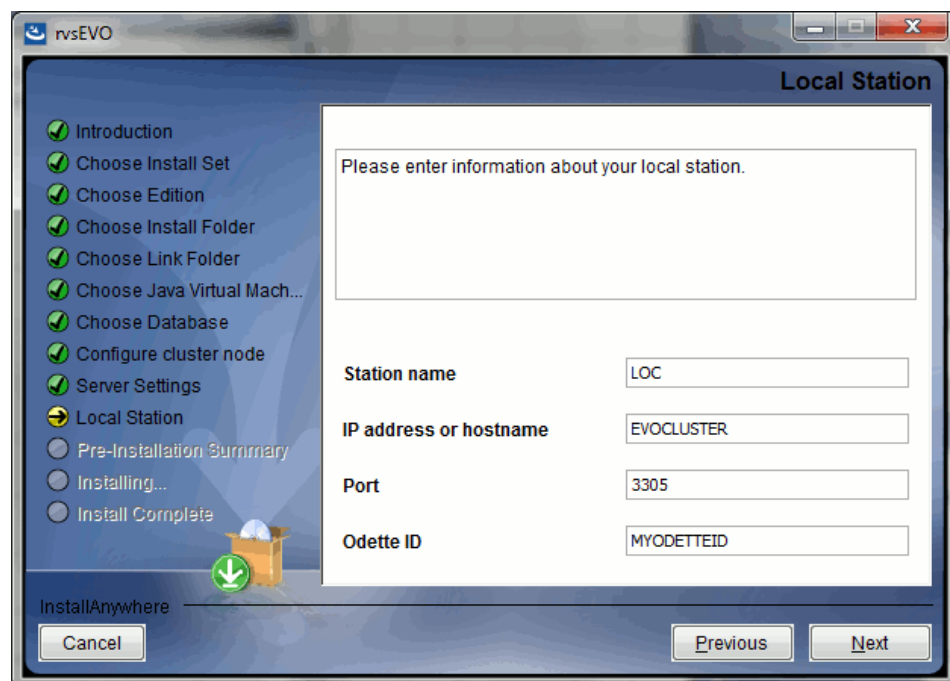 rvsEVO
Local Station
Introduction
Choose Install Set
Choose Edition
Choose Install Folder
Choose Link Folder
Choose Java Virtual Mach...
Choose Database
Configure cluster node
Server Settings
Local Station
Pre-Installation Summary
Installing...
Install Complete
Please enter information about your local station.
Station name LOC
IP address or hostname EVOCLUSTER
Port 3305
Odette ID MYODETTEID
InstallAnywhere
Cancel Previous Next